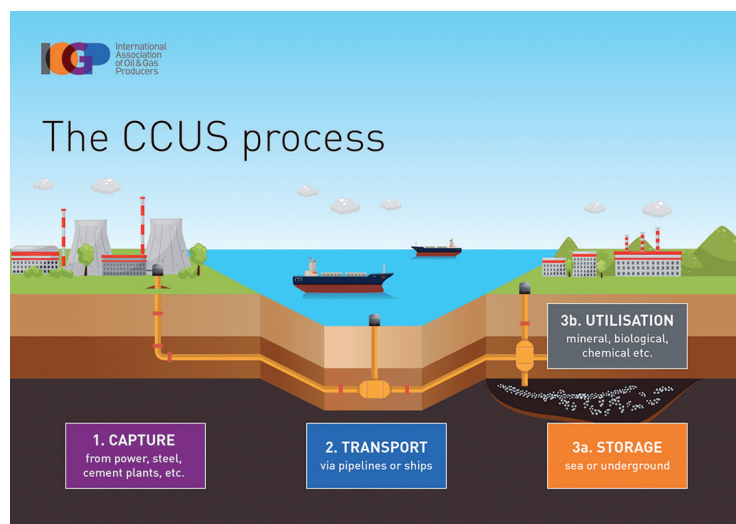 IOGP
International
Association
of Oil & Gas
Producers
The CCUS process
3b. UTILISATION
mineral, biological,
chemical etc.
1. CAPTURE
from power, steel,
cement plants, etc.
2. TRANSPORT
via pipelines or ships
3a. STORAGE
sea or underground